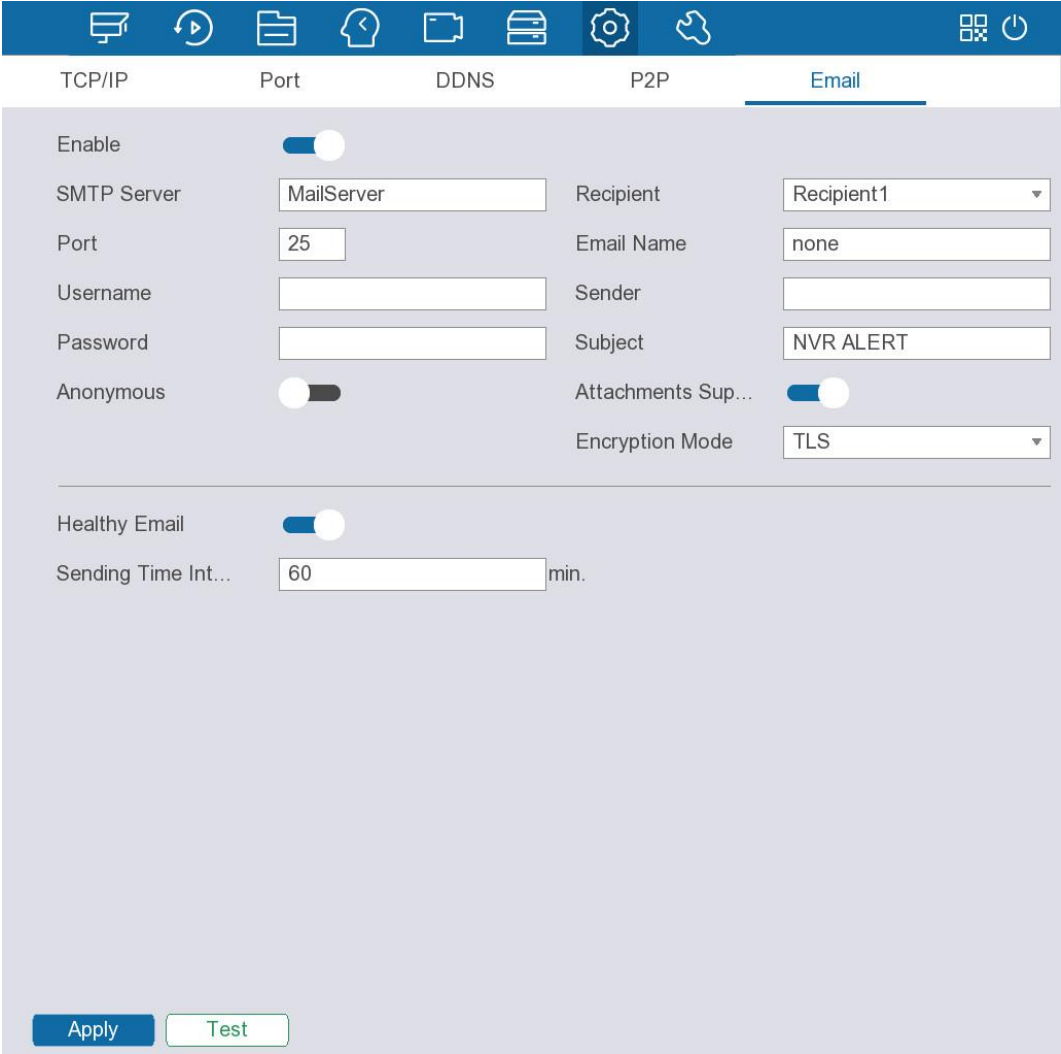 TCP/IP Port DDNS P2P Email
Enable
SMTP Server MailServer Recipient Recipient1
Port 25 Email Name none
Username Sender
Password Subject NVR ALERT
Anonymous Attachments Sup...
Encryption Mode TLS
Healthy Email
Sending Time Int... 60 min.
Apply Test